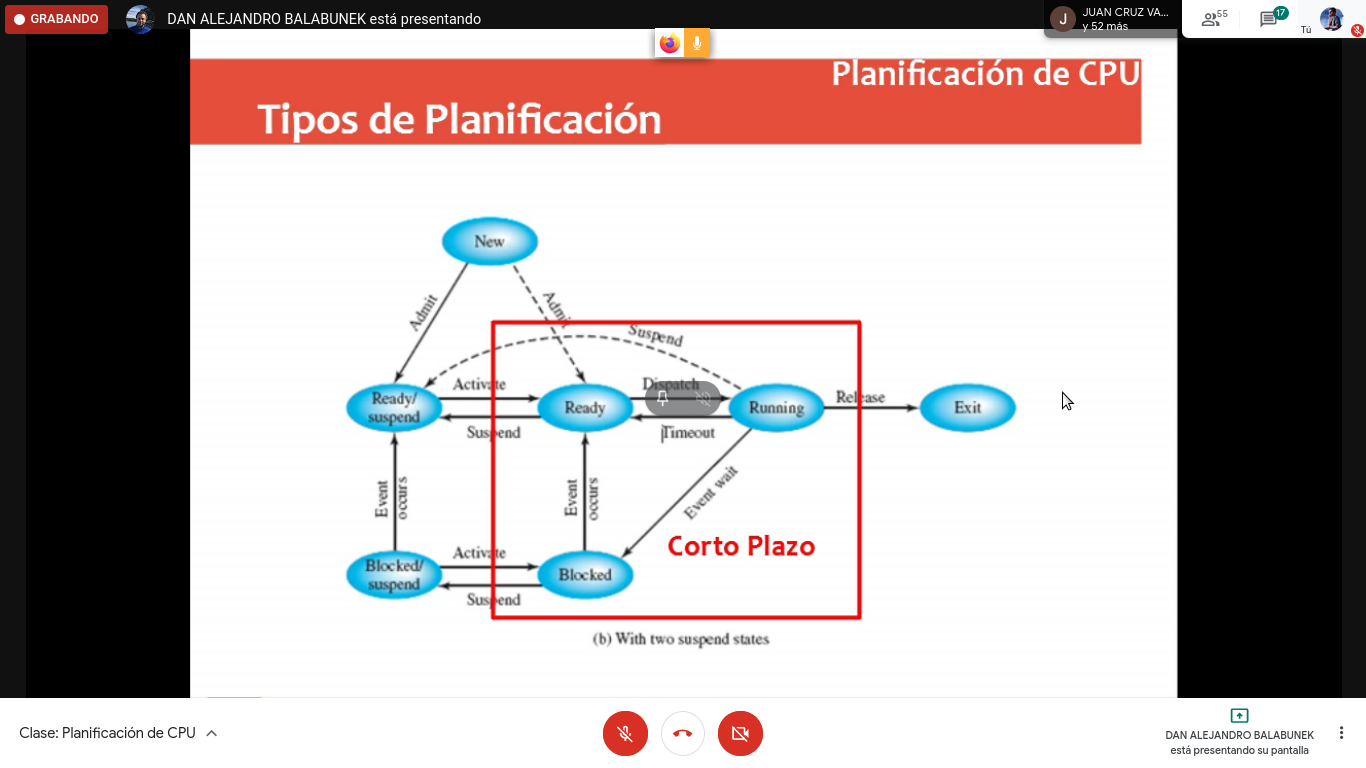 GRABANDO
DAN ALEJANDRO BALABUNEK está presentando
J
JUAN CRUZ VA...
y 52 más
55
17
Tú
Planificación de CPU
Tipos de Planificación
New
Admit
Admit
Suspend
Activate
Dispatch
Release
Ready/
suspend
Ready
Running
Exit
Suspend
Timeout
Event
occurs
Event
occurs
Event wait
Corto Plazo
Activate
Blocked/
suspend
Blocked
Suspend
(b) With two suspend states
Clase: Planificación de CPU
DAN ALEJANDRO BALABUNEK
está presentando su pantalla